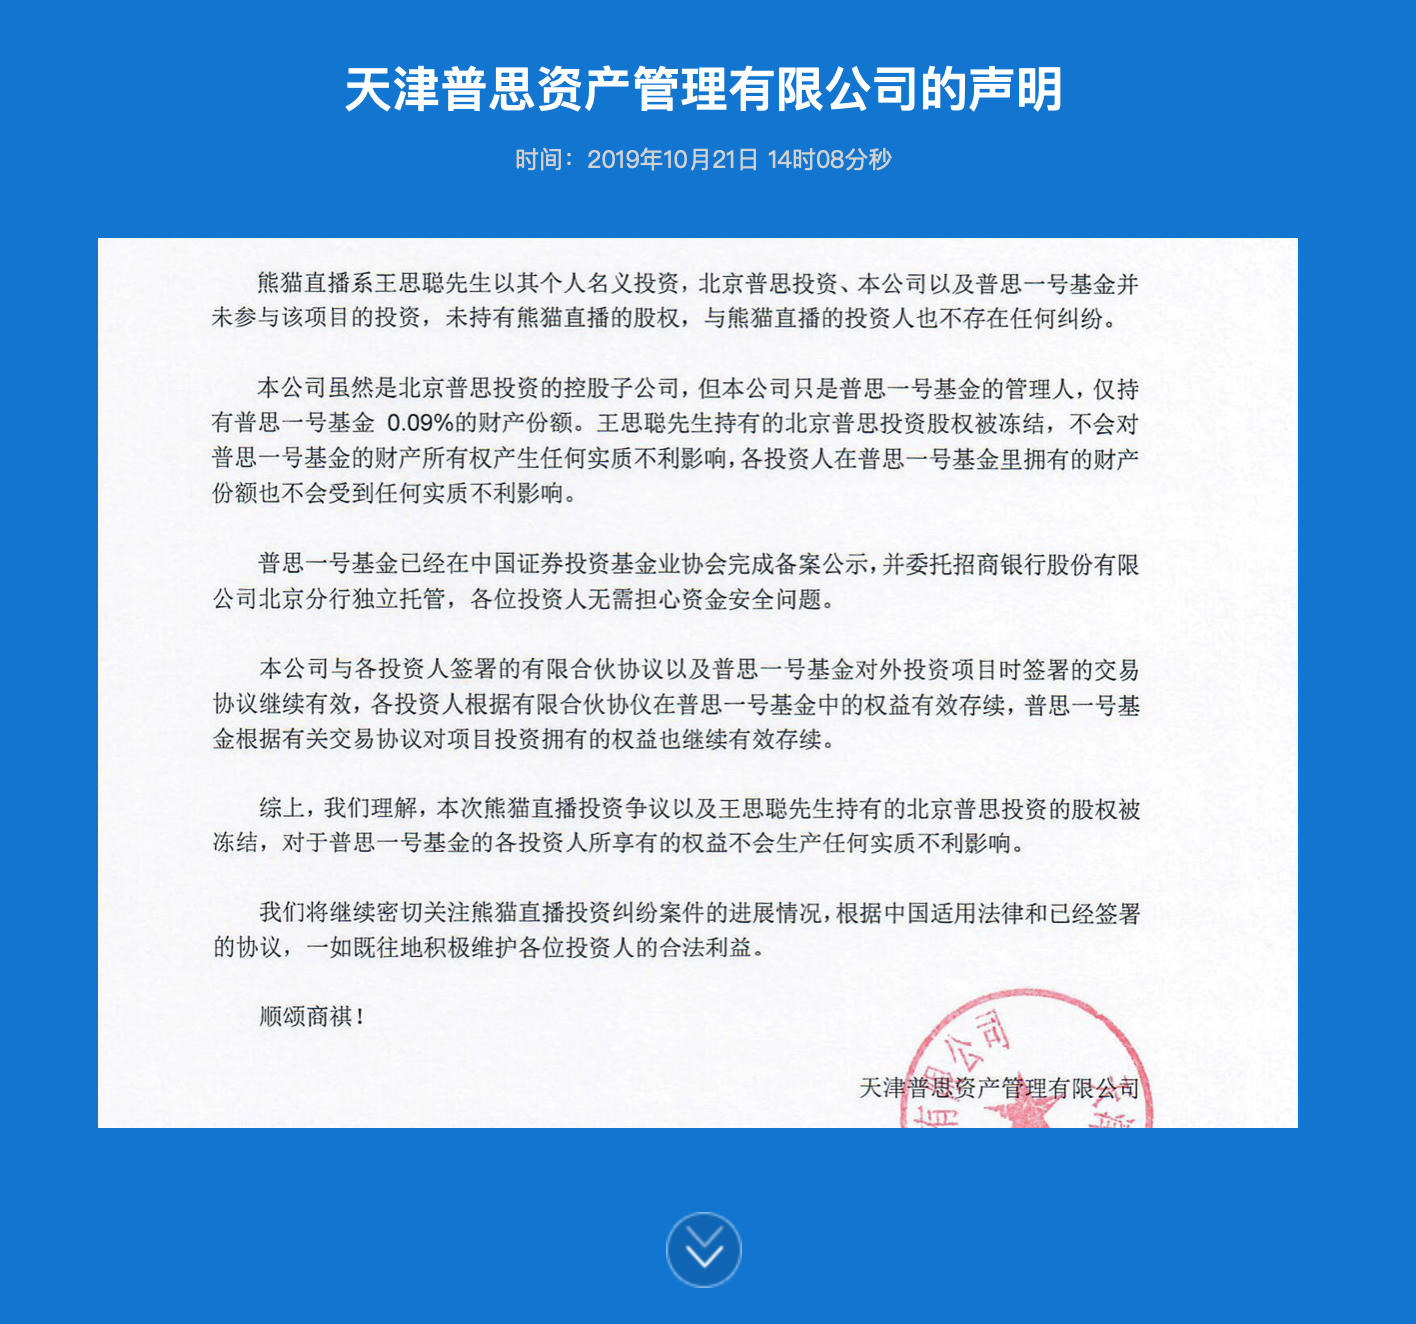 天津普思资产管理有限公司的声明
时间：2019年10月21日 14时08分秒
熊猫直播系王思聪先生以其个人名义投资，北京普思投资、本公司以及普思一号基金并
未参与该项目的投资，未持有熊猫直播的股权，与熊猫直播的投资人也不存在任何纠纷。
本公司虽然是北京普思投资的控股子公司，但本公司只是普思一号基金的管理人，仅持
有普思一号基金 0.09%的财产份额。王思聪先生持有的北京普思投资股权被冻结，不会对
普思一号基金的财产所有权产生任何实质不利影响，各投资人在普思一号基金里拥有的财产
份额也不会受到任何实质不利影响。
普思一号基金已经在中国证券投资基金业协会完成备案公示，并委托招商银行股份有限
公司北京分行独立托管，各位投资人无需担心资金安全问题。
本公司与各投资人签署的有限合伙协议以及普思一号基金对外投资项目时签署的交易
协议继续有效，各投资人根据有限合伙协仪在普思一号基金中的权益有效存续，普思一号基
金根据有关交易协议对项目投资拥有的权益也继续有效存续。
综上，我们理解，本次熊猫直播投资争议以及王思聪先生持有的北京普思投资的股权被
冻结，对于普思一号基金的各投资人所享有的权益不会生产任何实质不利影响。
我们将继续密切关注熊猫直播投资纠纷案件的进展情况，根据中国适用法律和已经签署
的协议，一如既往地积极维护各位投资人的合法利益。
顺颂商祺！
天津普思资产管理有限公司
天津
有限公司